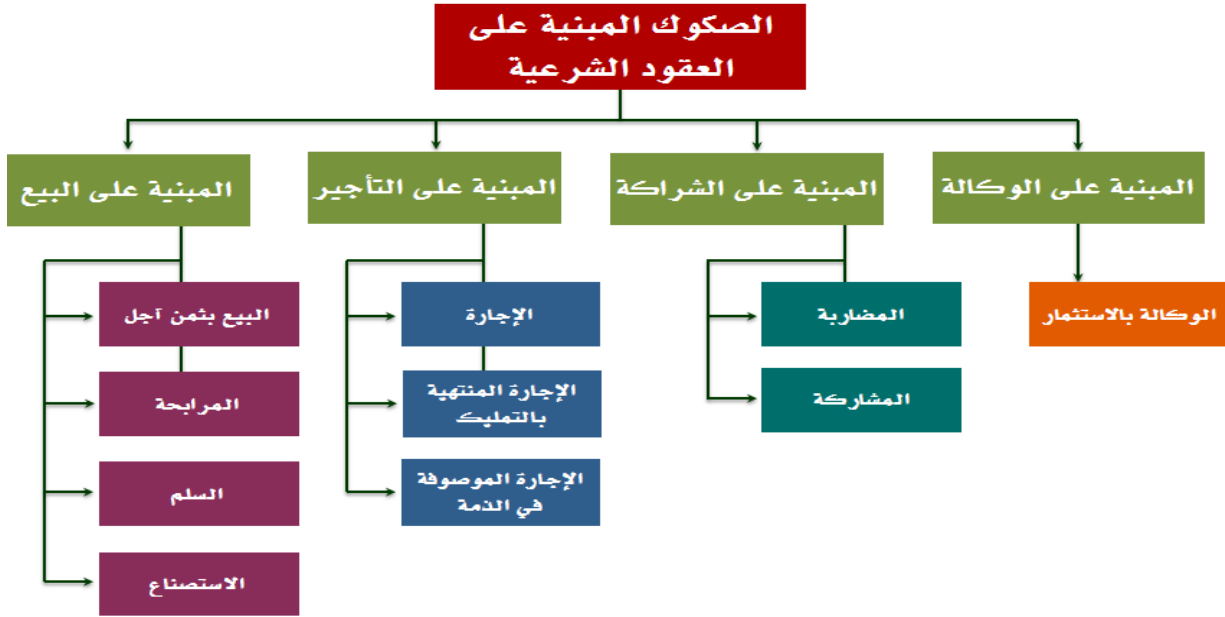 الصكوك المبنية على
العقود الشرعية
المبنية على الوكالة
المبنية على الشراكة
المبنية على التأجير
المبنية على البيع
الوكالة بالاستثمار
المضاربة
المشاركة
الإجارة
الإجارة المنتهية
بالتمليك
الإجارة الموصوفة
في الذمة
البيع بثمن آجل
المرابحة
السلم
الاستصناع